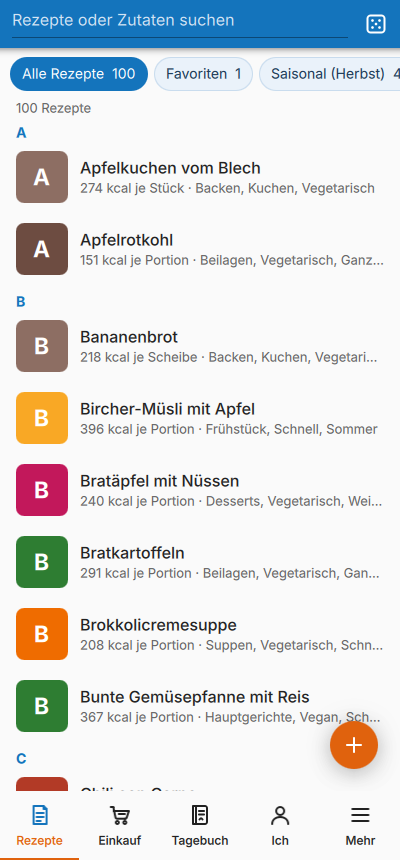 Rezepte oder Zutaten suchen
Alle Rezepte 100 Favoriten 1 Saisonal (Herbst) 4
100 Rezepte
A
A Apfelkuchen vom Blech
274 kcal je Stück · Backen, Kuchen, Vegetarisch
A Apfelrotkohl
151 kcal je Portion · Beilagen, Vegetarisch, Ganz…
B
B Bananenbrot
218 kcal je Scheibe · Backen, Kuchen, Vegetari…
B Bircher-Müsli mit Apfel
396 kcal je Portion · Frühstück, Schnell, Sommer
B Bratäpfel mit Nüssen
240 kcal je Portion · Desserts, Vegetarisch, Wei…
B Bratkartoffeln
291 kcal je Portion · Beilagen, Vegetarisch, Gan…
B Brokkolicremesuppe
208 kcal je Portion · Suppen, Vegetarisch, Schn…
B Bunte Gemüsepfanne mit Reis
367 kcal je Portion · Hauptgerichte, Vegan, Sch…
C
Rezepte Einkauf Tagebuch Ich Mehr